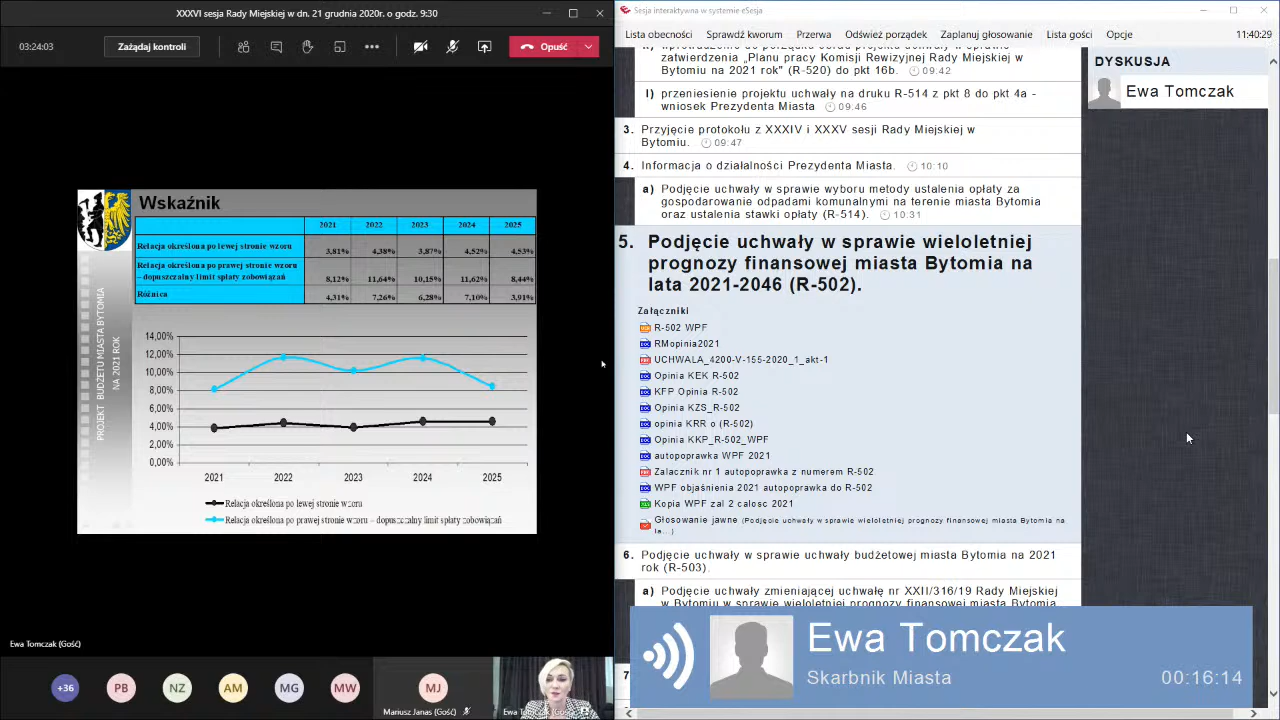 XXXVI sesja Rady Miejskiej w dn. 21 grudnia 2020r, o godz. 9:30
03:24:03
Zażądaj kontroli
Opuść
Wskaźnik
2021 2022 2023 2024 2025
Relacja określona po lewej stronie wzoru 3,81% 4,38% 3,87% 4,52% 4,53%
Relacja określona po prawej stronie wzoru
– dopuszczalny limit spłaty zobowiązań 8,12% 11,64% 10,15% 11,62% 8,44%
Różnica 4,31% 7,26% 6,28% 7,10% 3,91%
PROJEKT BUDŻETU MIASTA BYTOMIA
NA 2021 ROK
14,00%
12,00%
10,00%
8,00%
6,00%
4,00%
2,00%
0,00%
2021 2022 2023 2024 2025
Relacja określona po lewej stronie wzoru
Relacja określona po prawej stronie wzoru – dopuszczalny limit spłaty zobowiązań
Ewa Tomczak (Gość)
+36 PB NZ AM MG MW MJ
Mariusz Janas (Gość)
Sesja interaktywna w systemie eSesja
Lista obecności Sprawdź kworum Przerwa Odśwież porządek Zaplanuj głosowanie Lista gości Opcje 11:40:29
zatwierdzenia „Planu pracy Komisji Rewizyjnej Rady Miejskiej w
Bytomiu na 2021 rok" (R-520) do pkt 16b. 09:42
l) przeniesienie projektu uchwały na druku R-514 z pkt 8 do pkt 4a -
wniosek Prezydenta Miasta 09:46
3. Przyjęcie protokołu z XXXIV i XXXV sesji Rady Miejskiej w
Bytomiu. 09:47
4. Informacja o działalności Prezydenta Miasta. 10:10
a) Podjęcie uchwały w sprawie wyboru metody ustalenia opłaty za
gospodarowanie odpadami komunalnymi na terenie miasta Bytomia
oraz ustalenia stawki opłaty (R-514). 10:31
5. Podjęcie uchwały w sprawie wieloletniej
prognozy finansowej miasta Bytomia na
lata 2021-2046 (R-502).
Załączniki
R-502 WPF
RMopinia2021
UCHWALA_4200-V-155-2020_I_akt-1
Opinia KEK R-502
KFP Opinia R-502
Opinia KZS_R-502
opinia KRR o (R-502)
Opinia KKP_R-502_WPF
autopoprawka WPF 2021
Zalacznik nr 1 autopoprawka z numerem R-502
WPF objaśnienia 2021 autopoprawka do R-502
Kopia WPF zal 2 calosc 2021
Głosowanie jawne (Podjęcie uchwały w sprawie wieloletniej prognozy finansowej miasta Bytomia na
la...)
6. Podjęcie uchwały w sprawie uchwały budżetowej miasta Bytomia na 2021
rok (R-503).
a) Podjęcie uchwały zmieniającej uchwałę nr XXII/316/19 Rady Miejskiej
w Bytomiu w sprawie wieloletniej prognozy finansowej miasta Bytomia
7
DYSKUSJA
Ewa Tomczak
Ewa Tomczak
Skarbnik Miasta 00:16:14